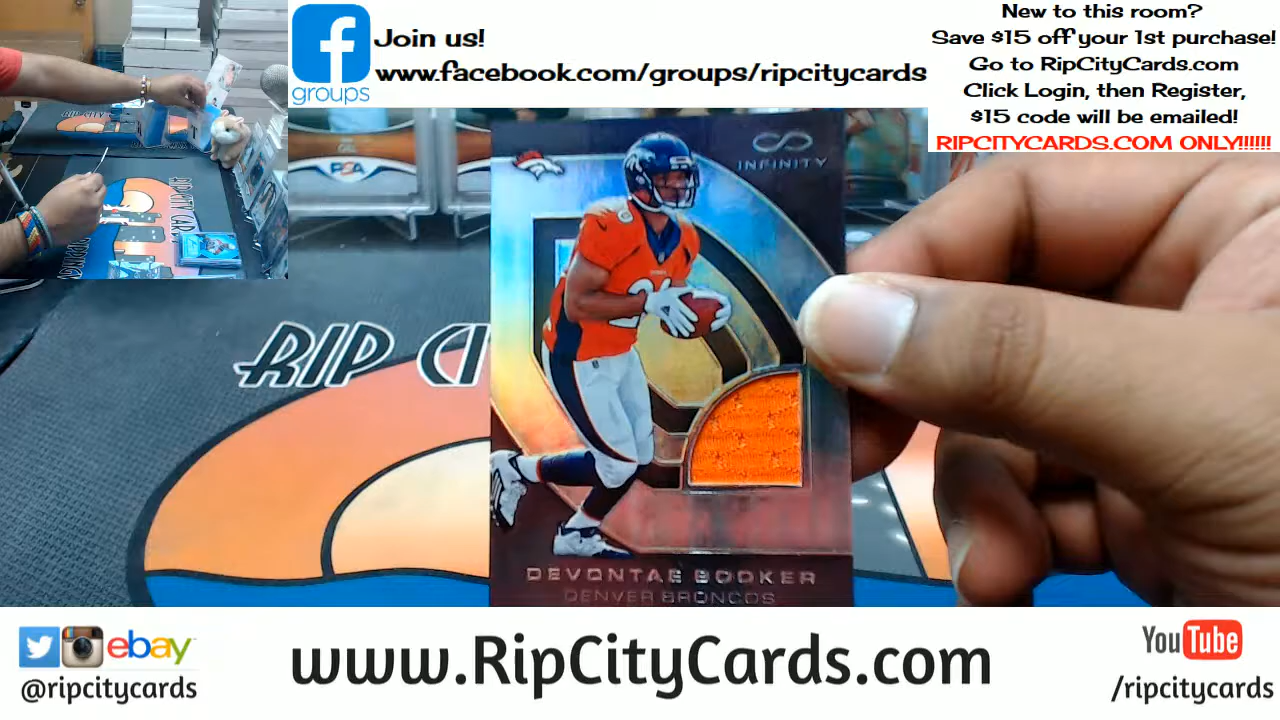 Join us!
www.facebook.com/groups/ripcitycards
groups
New to this room?
Save $15 off your 1st purchase!
Go to RipCityCards.com
Click Login, then Register,
$15 code will be emailed!
RIPCITYCARDS.COM ONLY!!!!!!
PSA
INFINITY
RIP CI
DEVONTAE BOOKER
DENVER BRONCOS
ebay
@ripcitycards
www.RipCityCards.com
YouTube
/ripcitycards